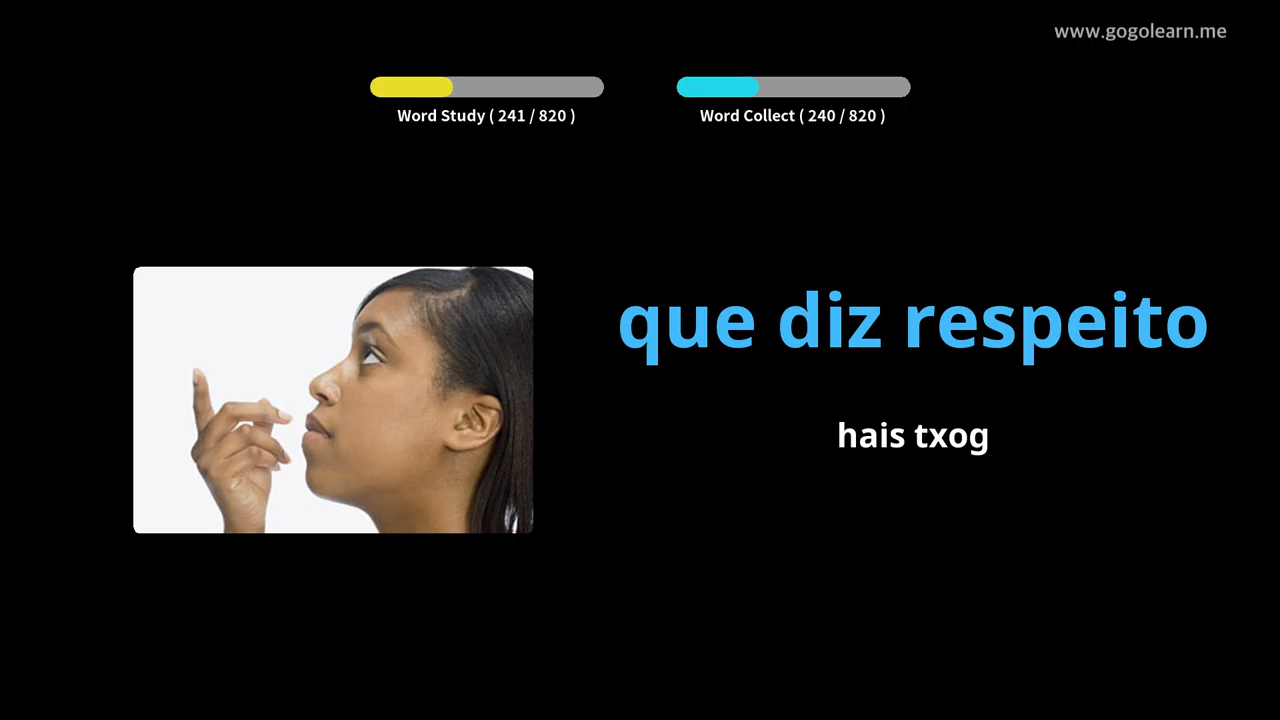 www.gogolearn.me
Word Study ( 241 / 820 )
Word Collect ( 240 / 820 )
que diz respeito
hais txog